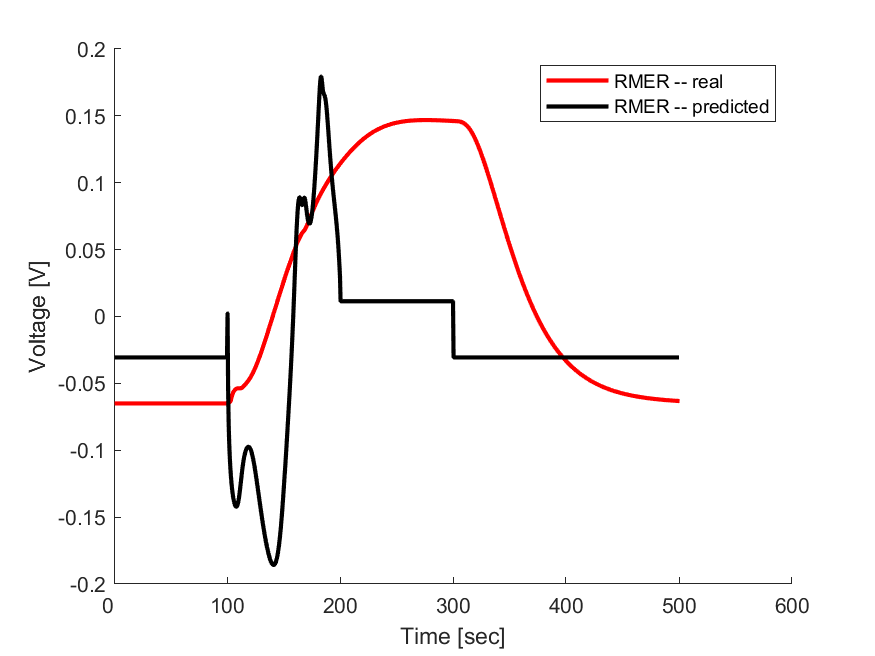 0.2
0.15
0.1
0.05
0
-0.05
-0.1
-0.15
-0.2
Voltage [V]
RMER -- real
RMER -- predicted
0 100 200 300 400 500 600
Time [sec]